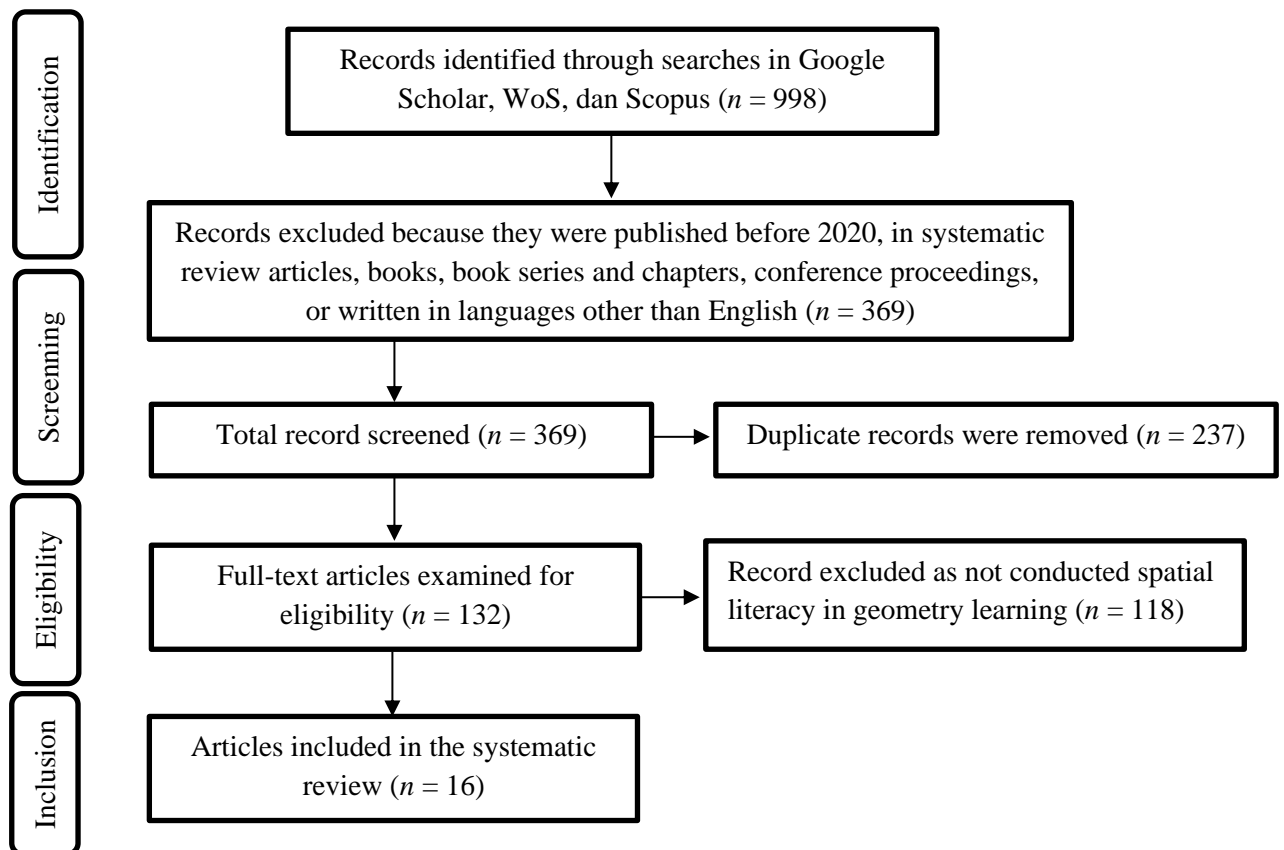 Identification
Records identified through searches in Google
Scholar, WoS, dan Scopus (n = 998)
Records excluded because they were published before 2020, in systematic
review articles, books, book series and chapters, conference proceedings,
or written in languages other than English (n = 369)
Screnning
Total record screened (n = 369)
Duplicate records were removed (n = 237)
Eligibility
Full-text articles examined for
eligibility (n = 132)
Record excluded as not conducted spatial
literacy in geometry learning (n = 118)
Inclusion
Articles included in the systematic
review (n = 16)